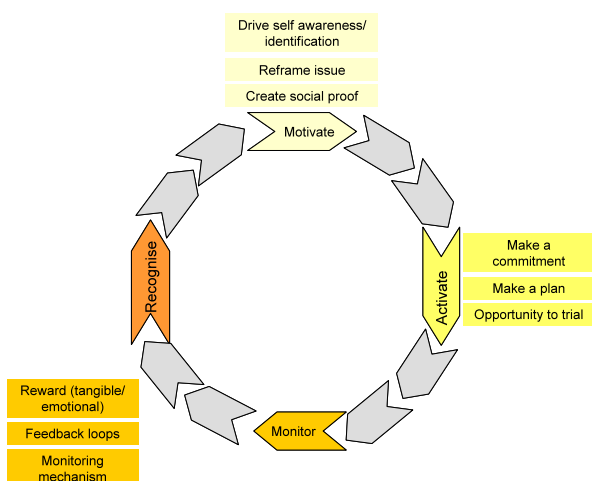 Drive self awareness/
identification
Reframe issue
Create social proof
Motivate
Make a
commitment
Make a plan
Opportunity to trial
Activate
Recognise
Reward (tangible/
emotional)
Feedback loops
Monitoring
mechanism
Monitor